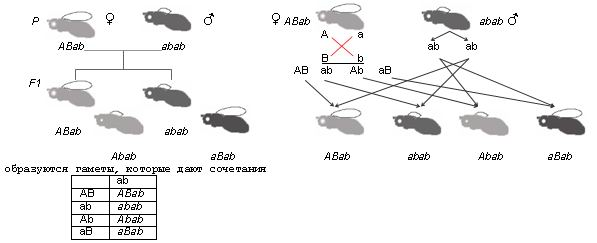 P ♀ ♂
ABab abab
F1
ABab abab
Abab aBab
образуются гаметы, которые дают сочетания
ab
AB ABab
ab abab
Ab Abab
aB aBab
♀ ABab abab ♂
A a ab ab
B b
AB ab Ab aB
ABab abab Abab aBab